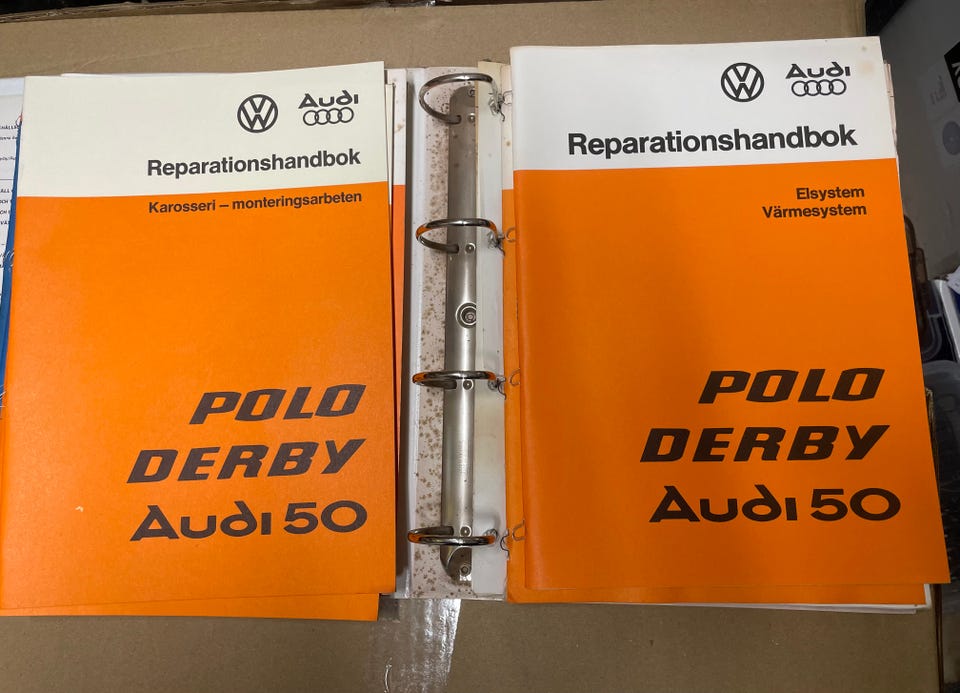 Audi
Reparationshandbok
Karosseri – monteringsarbeten
POLO
DERBY
Audi 50
Audi
Reparationshandbok
Elsystem
Värmesystem
POLO
DERBY
Audi 50